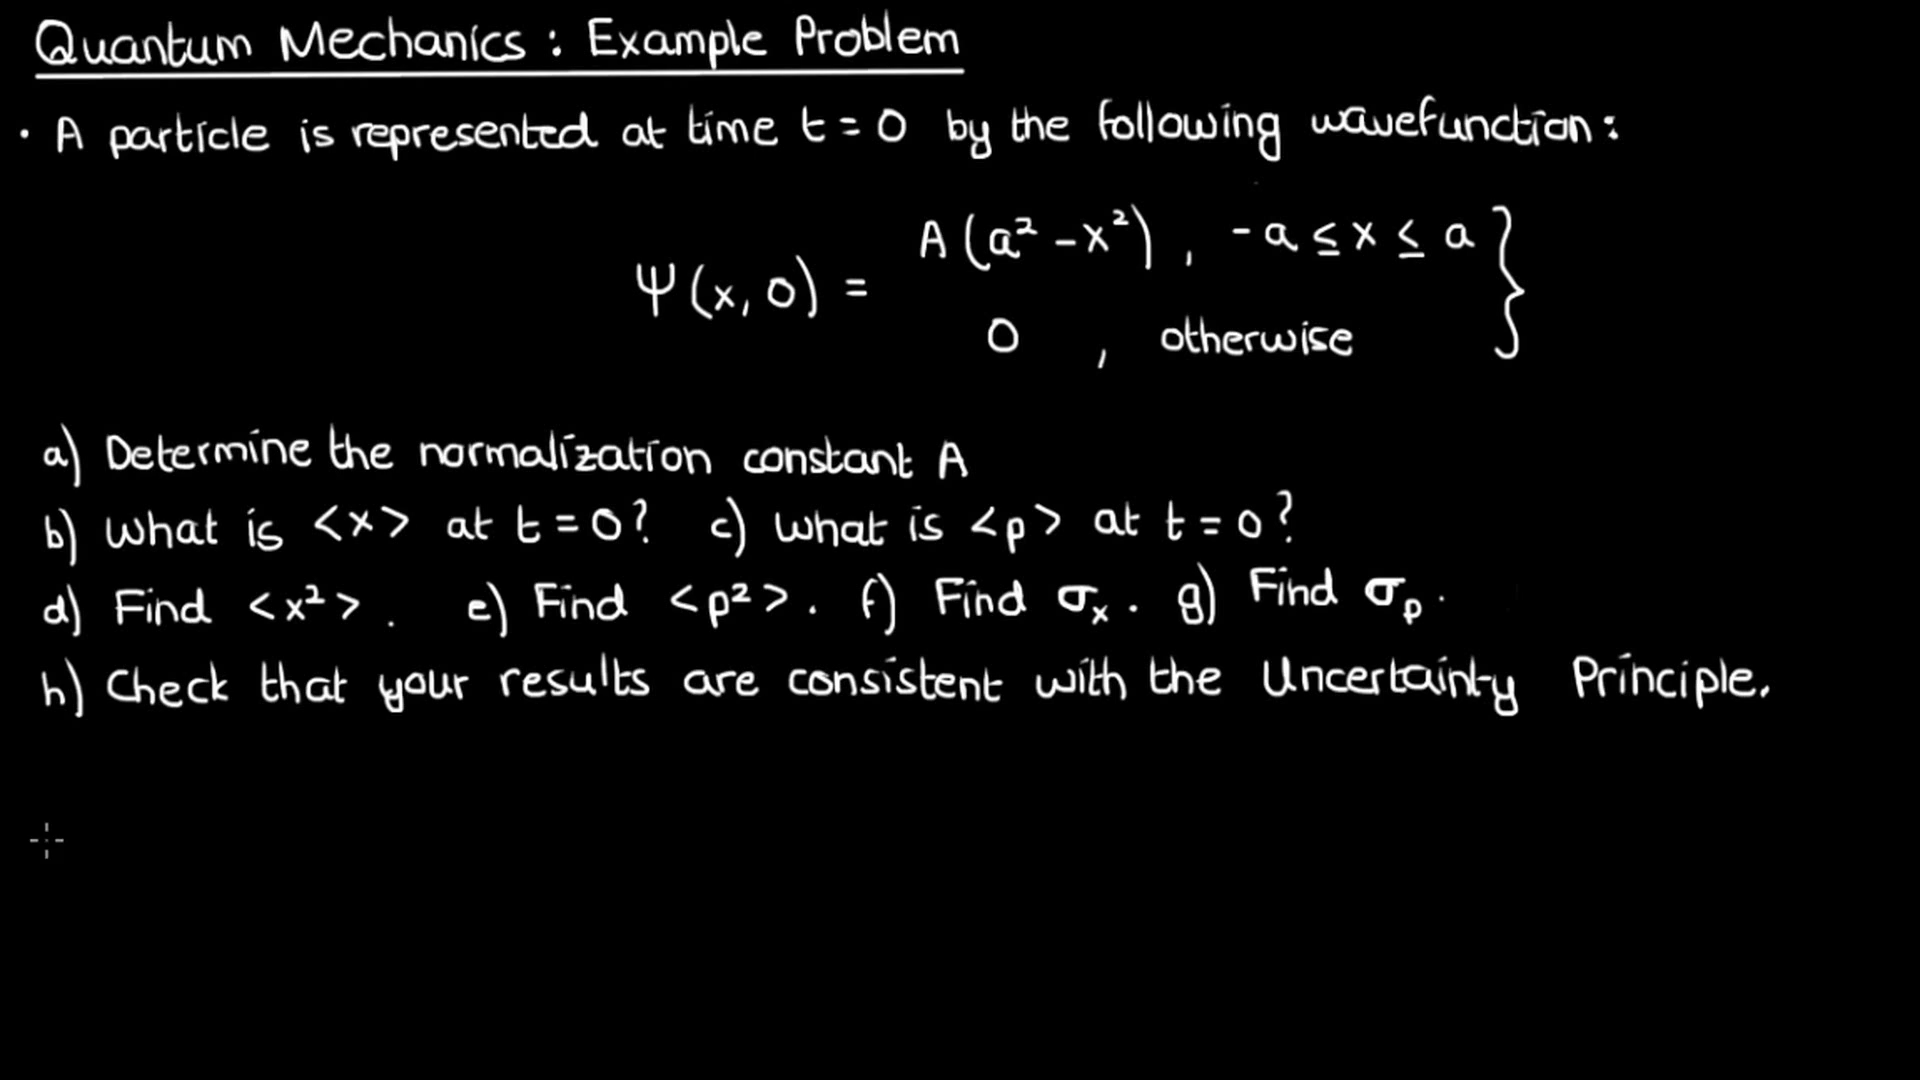 Quantum Mechanics : Example Problem
• A particle is represented at time t = 0 by the following wavefunction :
A (a² - x²) , - a ≤ x ≤ a }
Ψ (x, 0) =
0 , otherwise
a) Determine the normalization constant A
b) What is <x> at t = 0? c) What is <p> at t = 0?
d) Find <x²> . e) Find <p²> . f) Find σx . g) Find σp .
h) Check that your results are consistent with the Uncertainty Principle.